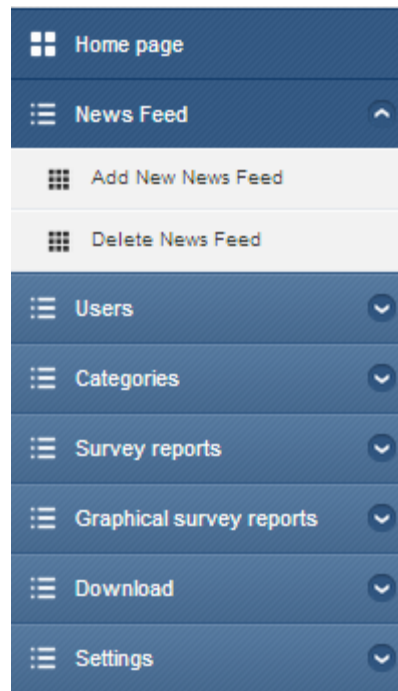 Home page
News Feed
Add New News Feed
Delete News Feed
Users
Categories
Survey reports
Graphical survey reports
Download
Settings